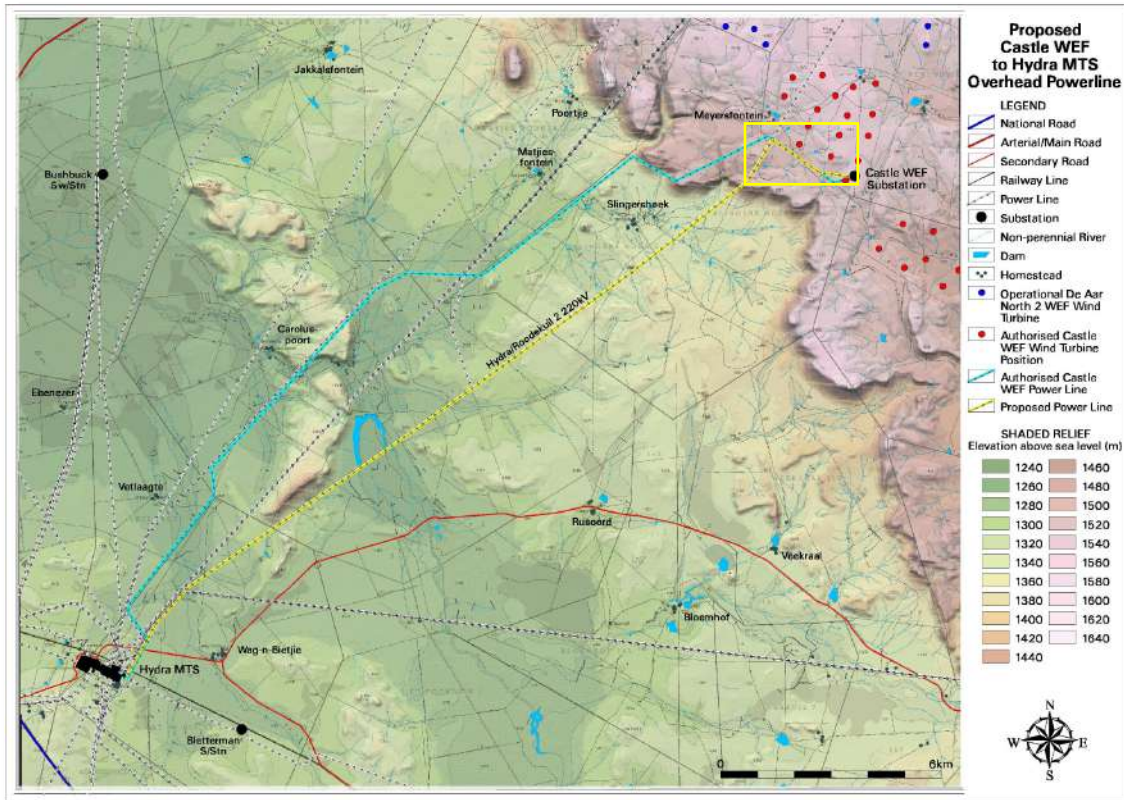 Proposed
Castle WEF
to Hydra MTS
Overhead Powerline
LEGEND
National Road
Arterial/Main Road
Secondary Road
Railway Line
Power Line
Substation
Non-perennial River
Dam
Homestead
Operational De Aar
North 2 WEF Wind
Turbine
Authorised Castle
WEF Wind Turbine
Position
Authorised Castle
WEF Power Line
Proposed Power Line
SHADED RELIEF
Elevation above sea level (m)
1240 1460
1260 1480
1280 1500
1300 1520
1320 1540
1340 1560
1360 1580
1380 1600
1400 1620
1420 1640
1440
N
W E
S
Jakkalsfontein
Poortjie
Meyersfontein
Matjies-
fontein
Bushbuck
Sw/Stn
Castle WEF
Substation
Slingershoek
Hydra/Roodekuil 2 220kV
Carolus-
poort
Ebenezer
Vetlaagte
Rusoord
Veekraal
Bloemhof
Wag-n-Bietjie
Hydra MTS
Bletterman
S/Stn
0 6km